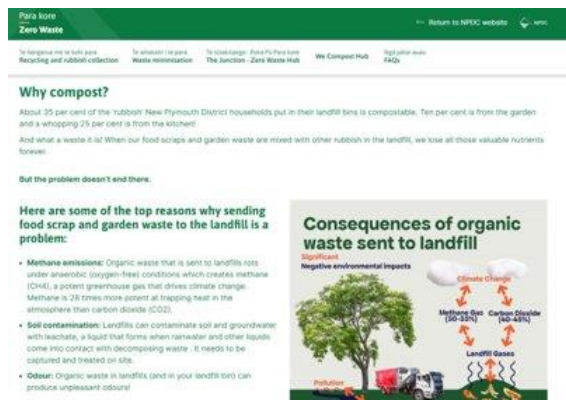 Para kore
Zero Waste
Return to NPDC website
NPDC
Recycling and rubbish collection
Waste minimisation
The Junction - Zero Waste Hub
We Compost Hub
FAQs
Why compost?
About 35 per cent of the 'rubbish' New Plymouth District households put in their landfill bins is compostable. Ten per cent is from the garden
and a whopping 25 per cent is from the kitchen!
And what a waste it is! When our food scraps and garden waste are mixed with other rubbish in the landfill, we lose all those valuable nutrients
forever.
But the problem doesn't end there.
Here are some of the top reasons why sending
food scrap and garden waste to the landfill is a
problem:
Methane emissions: Organic waste that is sent to landfills rots
under anaerobic (oxygen-free) conditions which creates methane
(CH4), a potent greenhouse gas that drives climate change.
Methane is 28 times more potent at trapping heat in the
atmosphere than carbon dioxide (CO2).
Soil contamination: Landfills can contaminate soil and groundwater
with leachate, a liquid that forms when rainwater and other liquids
come into contact with decomposing waste . It needs to be
captured and treated on site.
Odour: Organic waste in landfills (and in your landfill bin) can
produce unpleasant odours!
Consequences of organic
waste sent to landfill
Significant
Negative environmental impacts
Climate Change
Methane Gas Carbon Dioxide
(50-55%) (40-45%)
Landfill Gases
Pollution